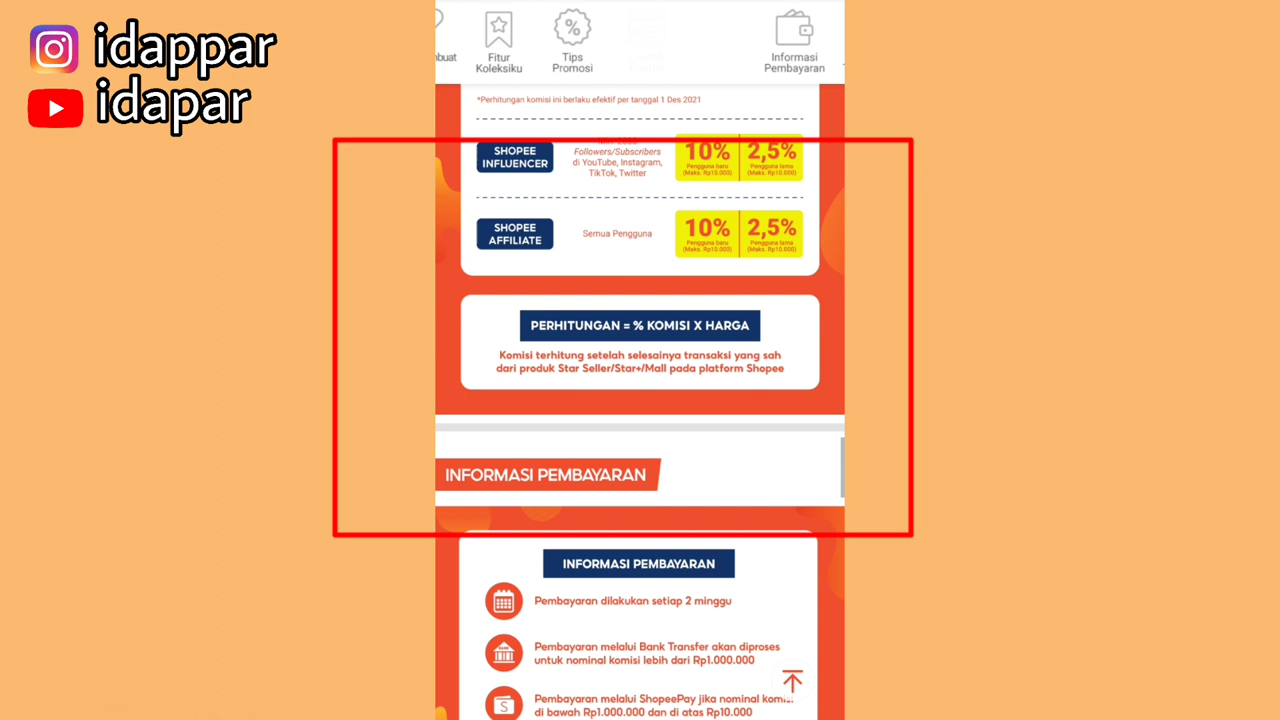 idappar
idapar
buat
Fitur
Koleksiku
Tips
Promosi
Informasi
Pembayaran
*Perhitungan komisi ini berlaku efektif per tanggal 1 Des 2021
SHOPEE
INFLUENCER
Followers/Subscribers
di YouTube, Instagram,
TikTok, Twitter
10%
Pengguna baru
(Maks. Rp10.000)
2,5%
Pengguna lama
(Maks. Rp10.000)
SHOPEE
AFFILIATE
Semua Pengguna
10%
Pengguna baru
(Maks. Rp10.000)
2,5%
Pengguna lama
(Maks. Rp10.000)
PERHITUNGAN = % KOMISI X HARGA
Komisi terhitung setelah selesainya transaksi yang sah
dari produk Star Seller/Star+/Mall pada platform Shopee
INFORMASI PEMBAYARAN
INFORMASI PEMBAYARAN
Pembayaran dilakukan setiap 2 minggu
Pembayaran melalui Bank Transfer akan diproses
untuk nominal komisi lebih dari Rp1.000.000
Pembayaran melalui ShopeePay jika nominal komisi
di bawah Rp1.000.000 dan di atas Rp10.000